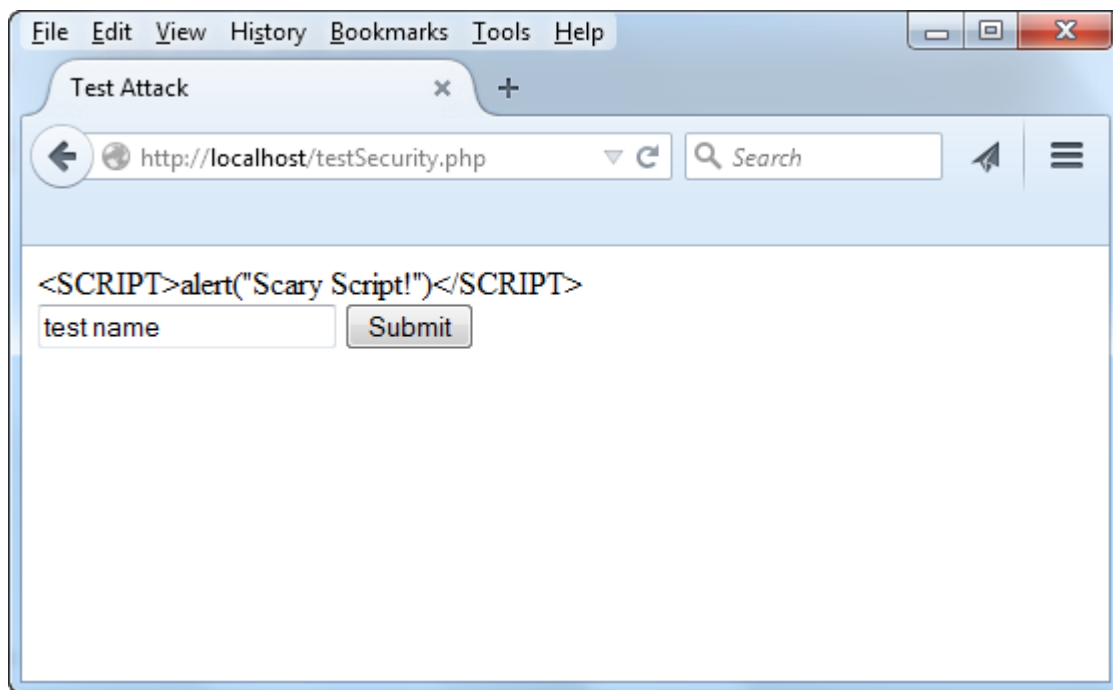 File Edit View History Bookmarks Tools Help
Test Attack
http://localhost/testSecurity.php Search
<SCRIPT>alert("Scary Script!")</SCRIPT>
test name Submit